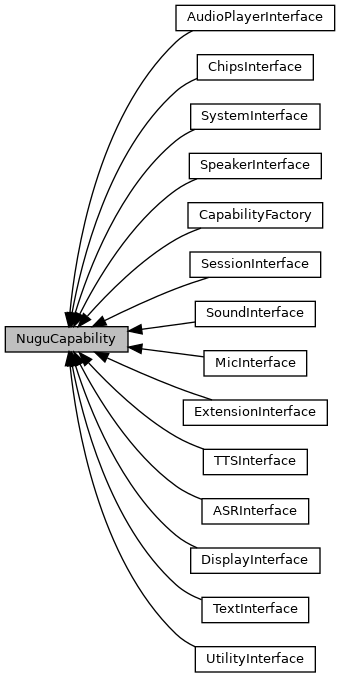 AudioPlayerInterface
ChipsInterface
SystemInterface
SpeakerInterface
CapabilityFactory
SessionInterface
SoundInterface
NuguCapability
MicInterface
ExtensionInterface
TTSInterface
ASRInterface
DisplayInterface
TextInterface
UtilityInterface